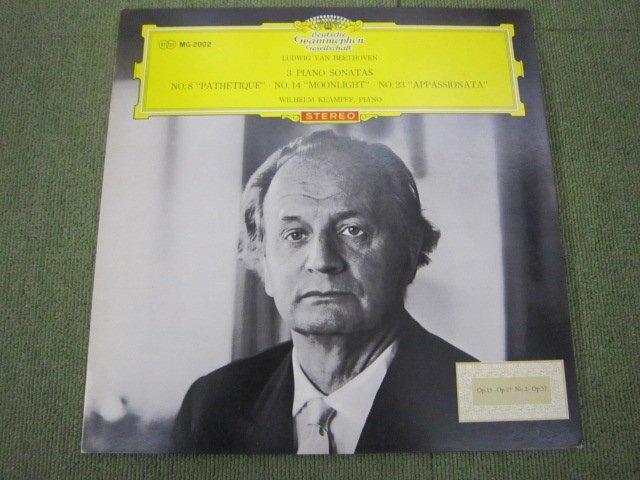 MG-2002
Deutsche
Grammophon
Gesellschaft
LUDWIG VAN BEETHOVEN
3 PIANO SONATAS
NO. 8 "PATHETIQUE" · NO. 14 "MOONLIGHT" · NO. 23 "APPASSIONATA"
WILHELM KEAMPFF, PIANO
STEREO
Op.13 - Op.27 No.2 - Op.57